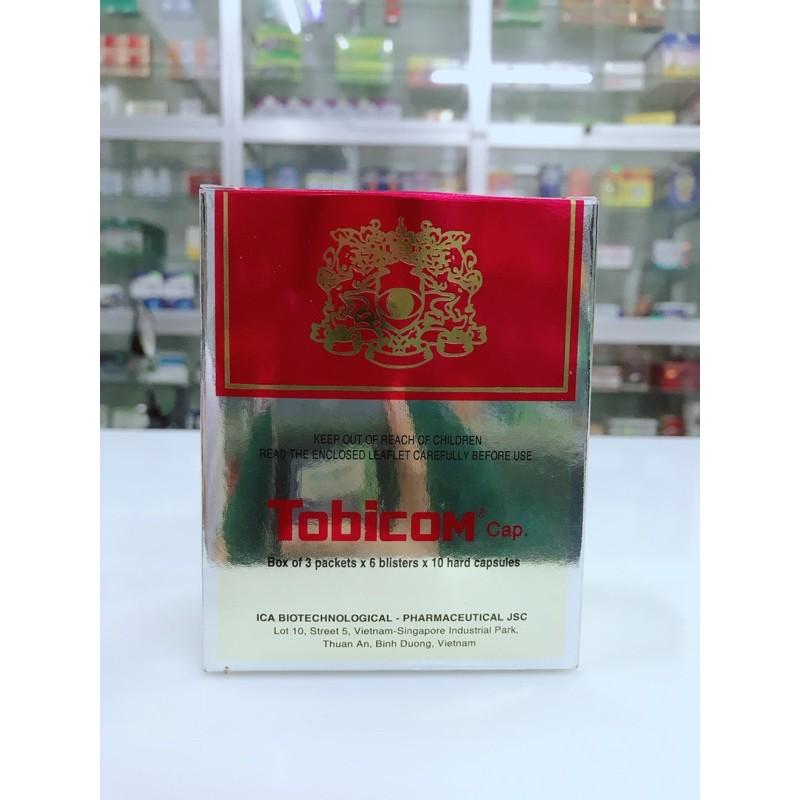 KEEP OUT OF REACH OF CHILDREN
READ THE ENCLOSED LEAFLET CAREFULLY BEFORE USE
Tobicom® Cap.
Box of 3 packets x 6 blisters x 10 hard capsules
ICA BIOTECHNOLOGICAL - PHARMACEUTICAL JSC
Lot 10, Street 5, Vietnam-Singapore Industrial Park,
Thuan An, Binh Duong, Vietnam